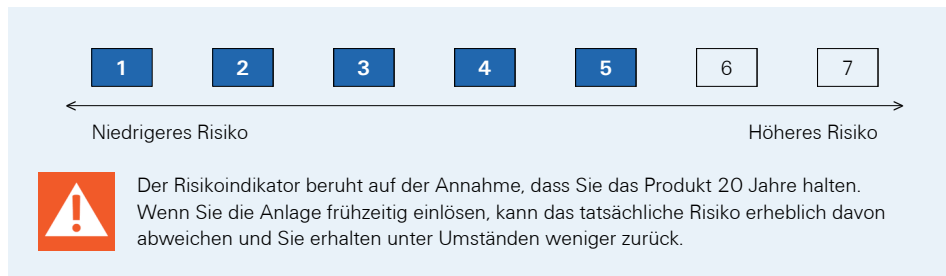 1 2 3 4 5 6 7
Niedrigeres Risiko Höheres Risiko
Der Risikoindikator beruht auf der Annahme, dass Sie das Produkt 20 Jahre halten.
Wenn Sie die Anlage frühzeitig einlösen, kann das tatsächliche Risiko erheblich davon
abweichen und Sie erhalten unter Umständen weniger zurück.